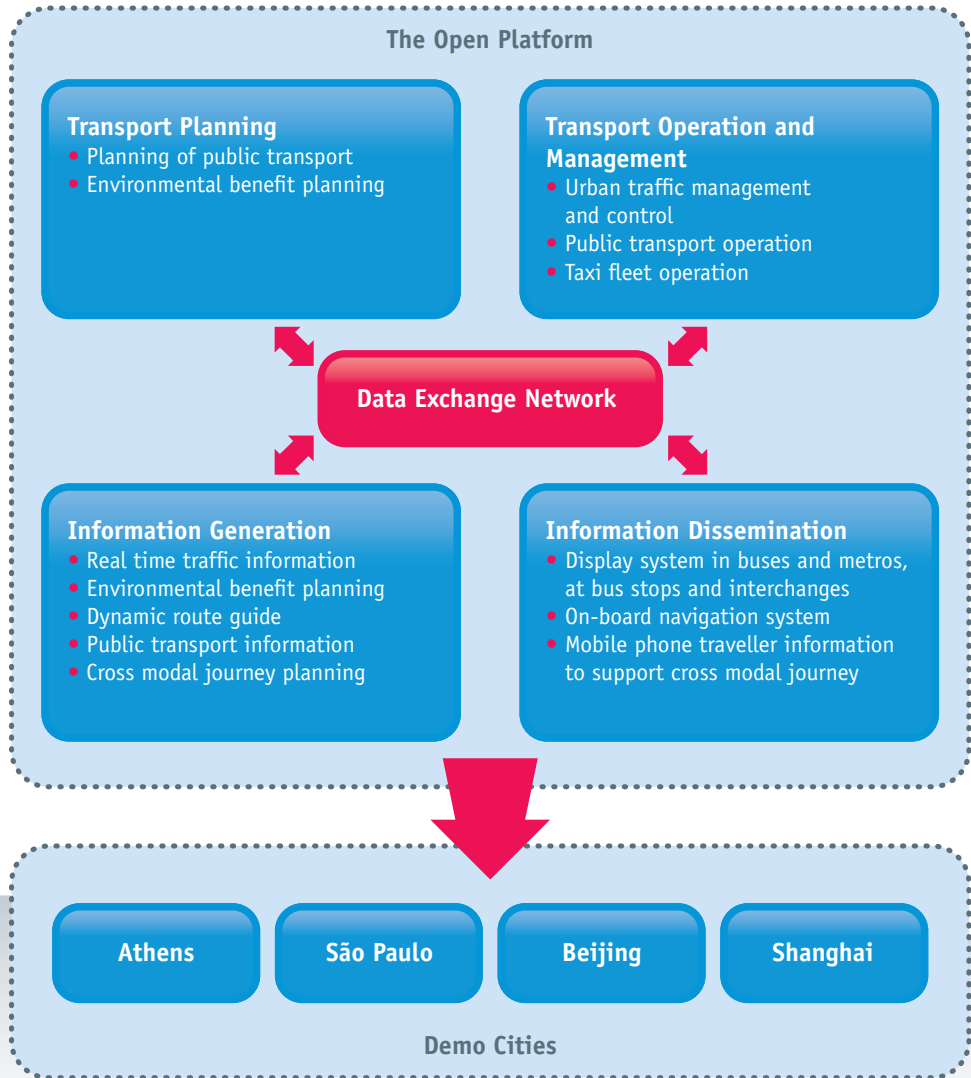 The Open Platform
Transport Planning
• Planning of public transport
• Environmental benefit planning
Transport Operation and
Management
• Urban traffic management
and control
• Public transport operation
• Taxi fleet operation
Data Exchange Network
Information Generation
• Real time traffic information
• Environmental benefit planning
• Dynamic route guide
• Public transport information
• Cross modal journey planning
Information Dissemination
• Display system in buses and metros,
at bus stops and interchanges
• On-board navigation system
• Mobile phone traveller information
to support cross modal journey
Athens
São Paulo
Beijing
Shanghai
Demo Cities